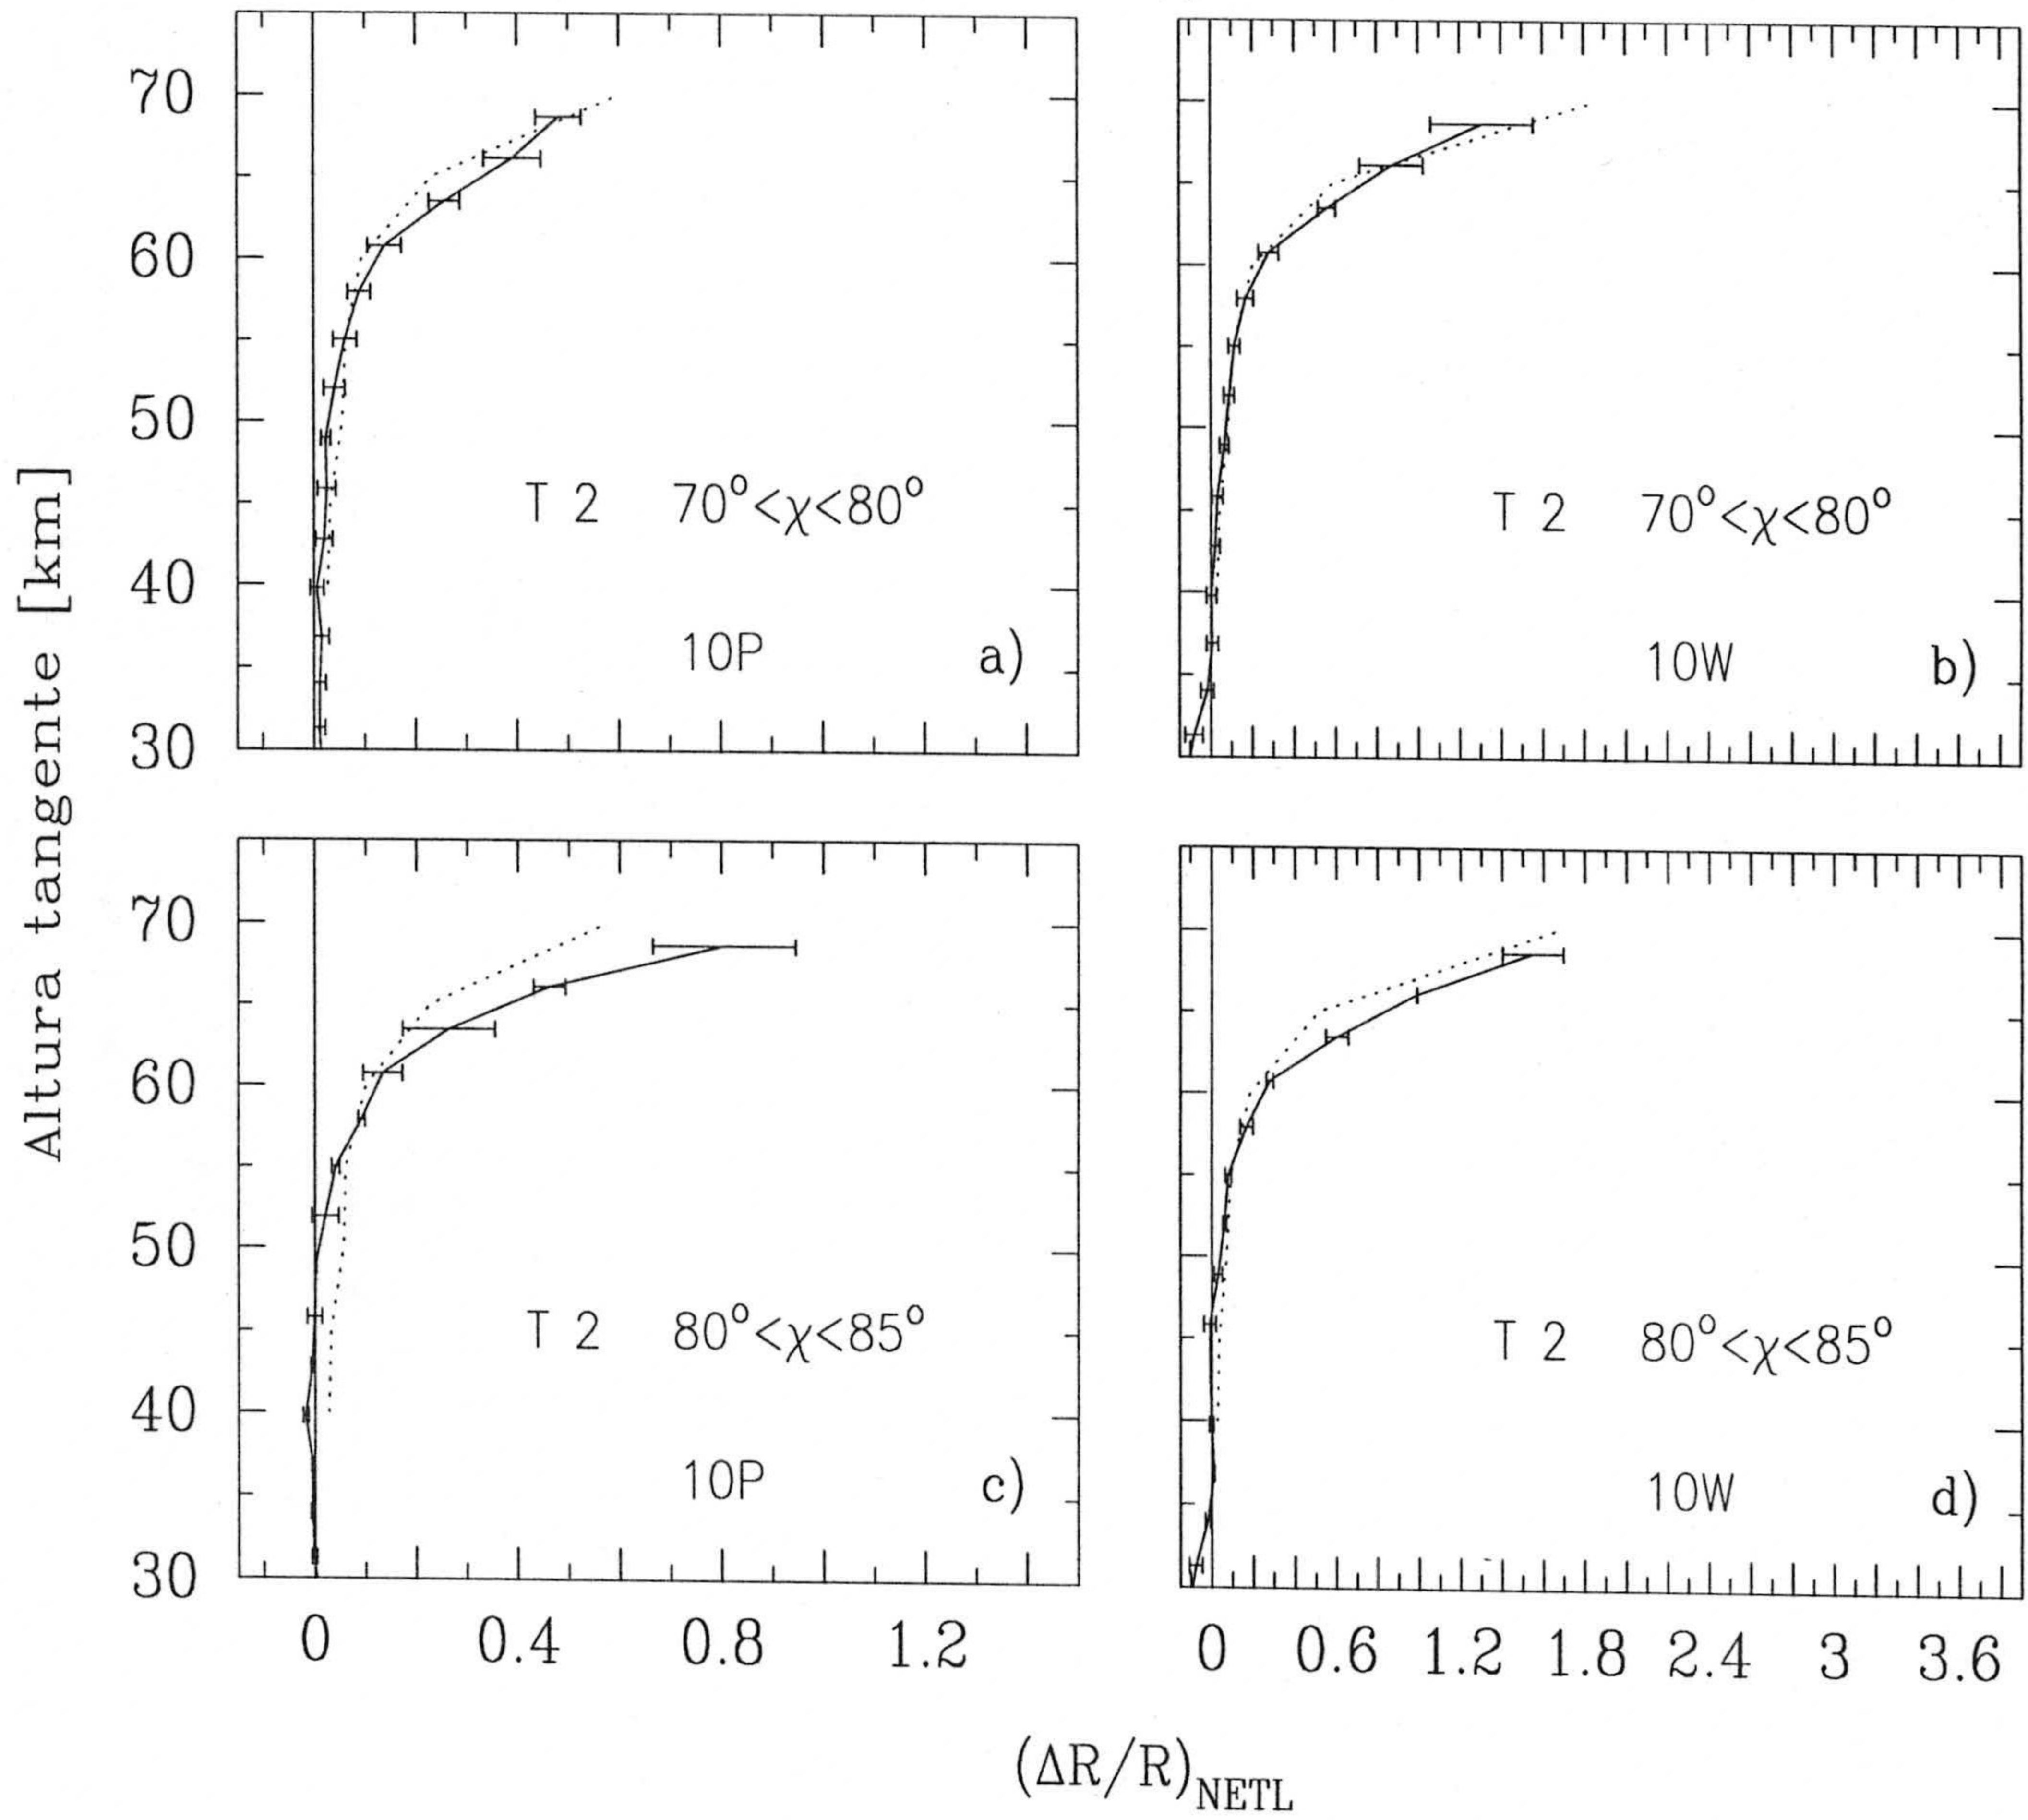 Altura tangente [km]
70
60
50
40
30
T 2 70°<χ<80°
10P
a)
T 2 70°<χ<80°
10W
b)
70
60
50
40
30
T 2 80°<χ<85°
10P
c)
T 2 80°<χ<85°
10W
d)
0 0.4 0.8 1.2
0 0.6 1.2 1.8 2.4 3 3.6
(ΔR/R)NETL